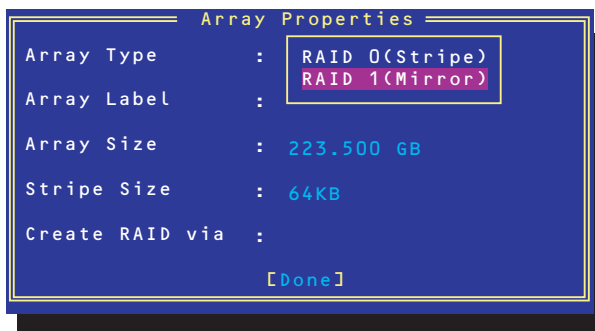 Array Properties
Array Type : RAID 0(Stripe)
RAID 1(Mirror)
Array Label :
Array Size : 223.500 GB
Stripe Size : 64KB
Create RAID via :
[Done]